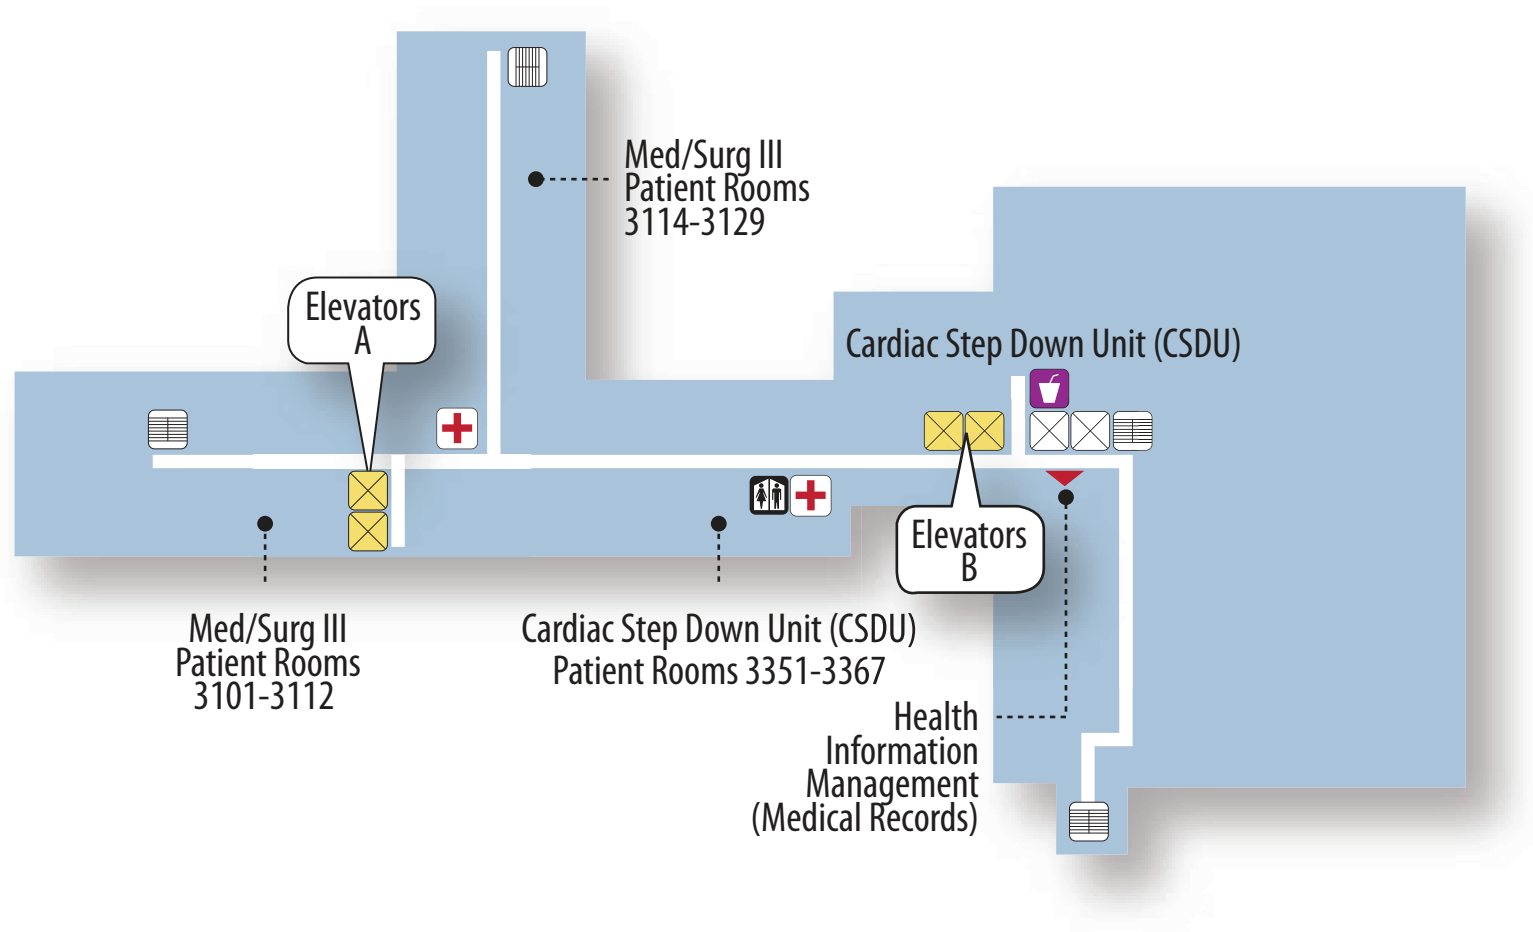 Med/Surg III
Patient Rooms
3114-3129
Elevators
A
Cardiac Step Down Unit (CSDU)
Elevators
B
Med/Surg III
Patient Rooms
3101-3112
Cardiac Step Down Unit (CSDU)
Patient Rooms 3351-3367
Health
Information
Management
(Medical Records)